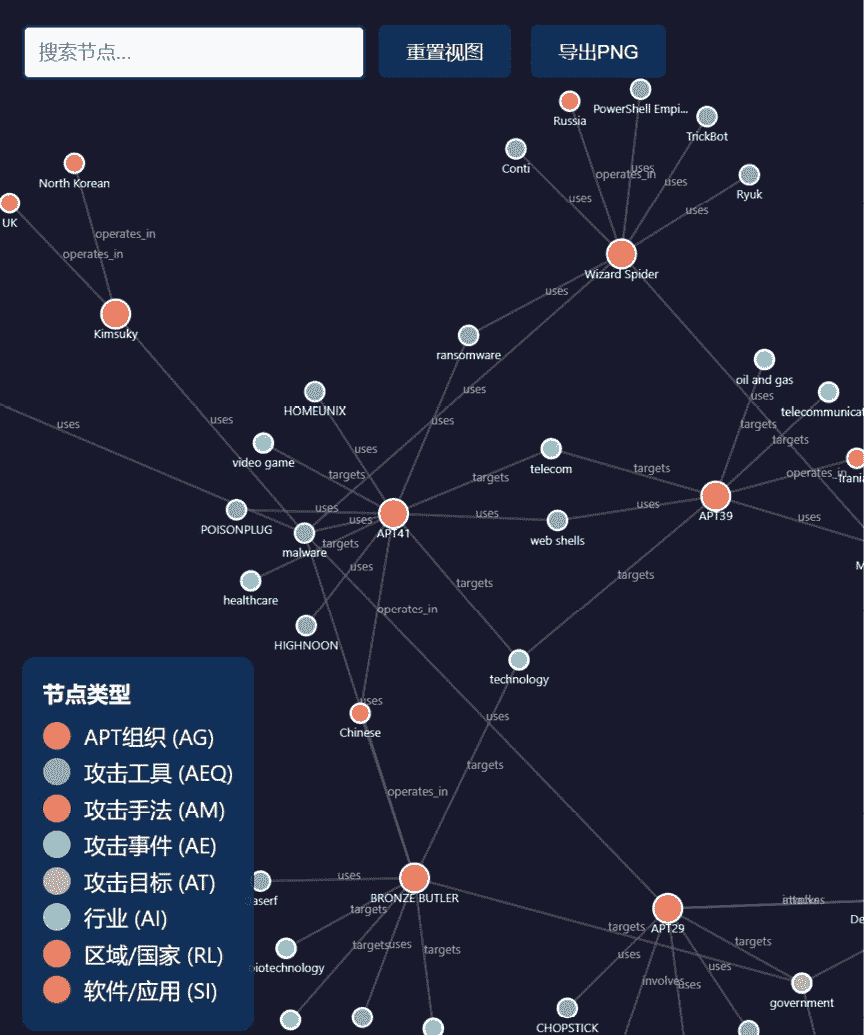 搜索节点...
重置视图
导出PNG
Russia
PowerShell Empi...
TrickBot
Conti
uses
operates_in
uses
uses
uses
Ryuk
North Korean
UK
operates_in
operates_in
Wizard Spider
uses
Kimsuky
ransomware
oil and gas
uses
telecommunicat
HOMEUNIX
uses
uses
uses
uses
targets
targets
video game
uses
targets
telecom
targets
targets
operates_in
Irania
APT39
POISONPLUG
uses
uses
APT41
uses
web shells
uses
uses
malware
targets
uses
healthcare
targets
targets
HIGHNOON
operates_in
technology
uses
Chinese
uses
targets
operates_in
节点类型
APT组织 (AG)
攻击工具 (AEQ)
攻击手法 (AM)
攻击事件 (AE)
攻击目标 (AT)
行业 (AI)
区域/国家 (RL)
软件/应用 (SI)
uses
BRONZE BUTLER
aserf
targets
targets
uses
targets
biotechnology
APT29
targets
uses
targets
involves
uses
uses
government
CHOPSTICK
De
M